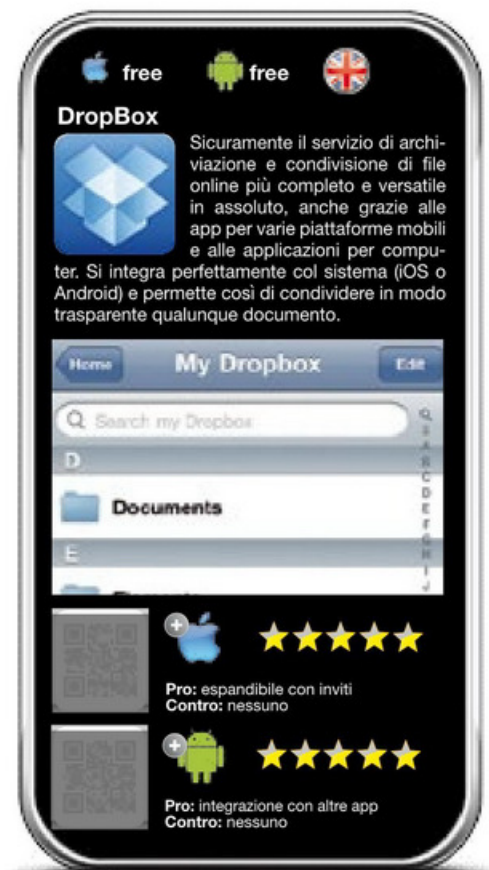 free free
DropBox
Sicuramente il servizio di archi-
viazione e condivisione di file
online più completo e versatile
in assoluto, anche grazie alle
app per varie piattaforme mobili
e alle applicazioni per compu-
ter. Si integra perfettamente col sistema (iOS o
Android) e permette così di condividere in modo
trasparente qualunque documento.
Home My Dropbox Edit
Search my Dropbox
D
Documents
E
Pro: espandibile con inviti
Contro: nessuno
Pro: integrazione con altre app
Contro: nessuno